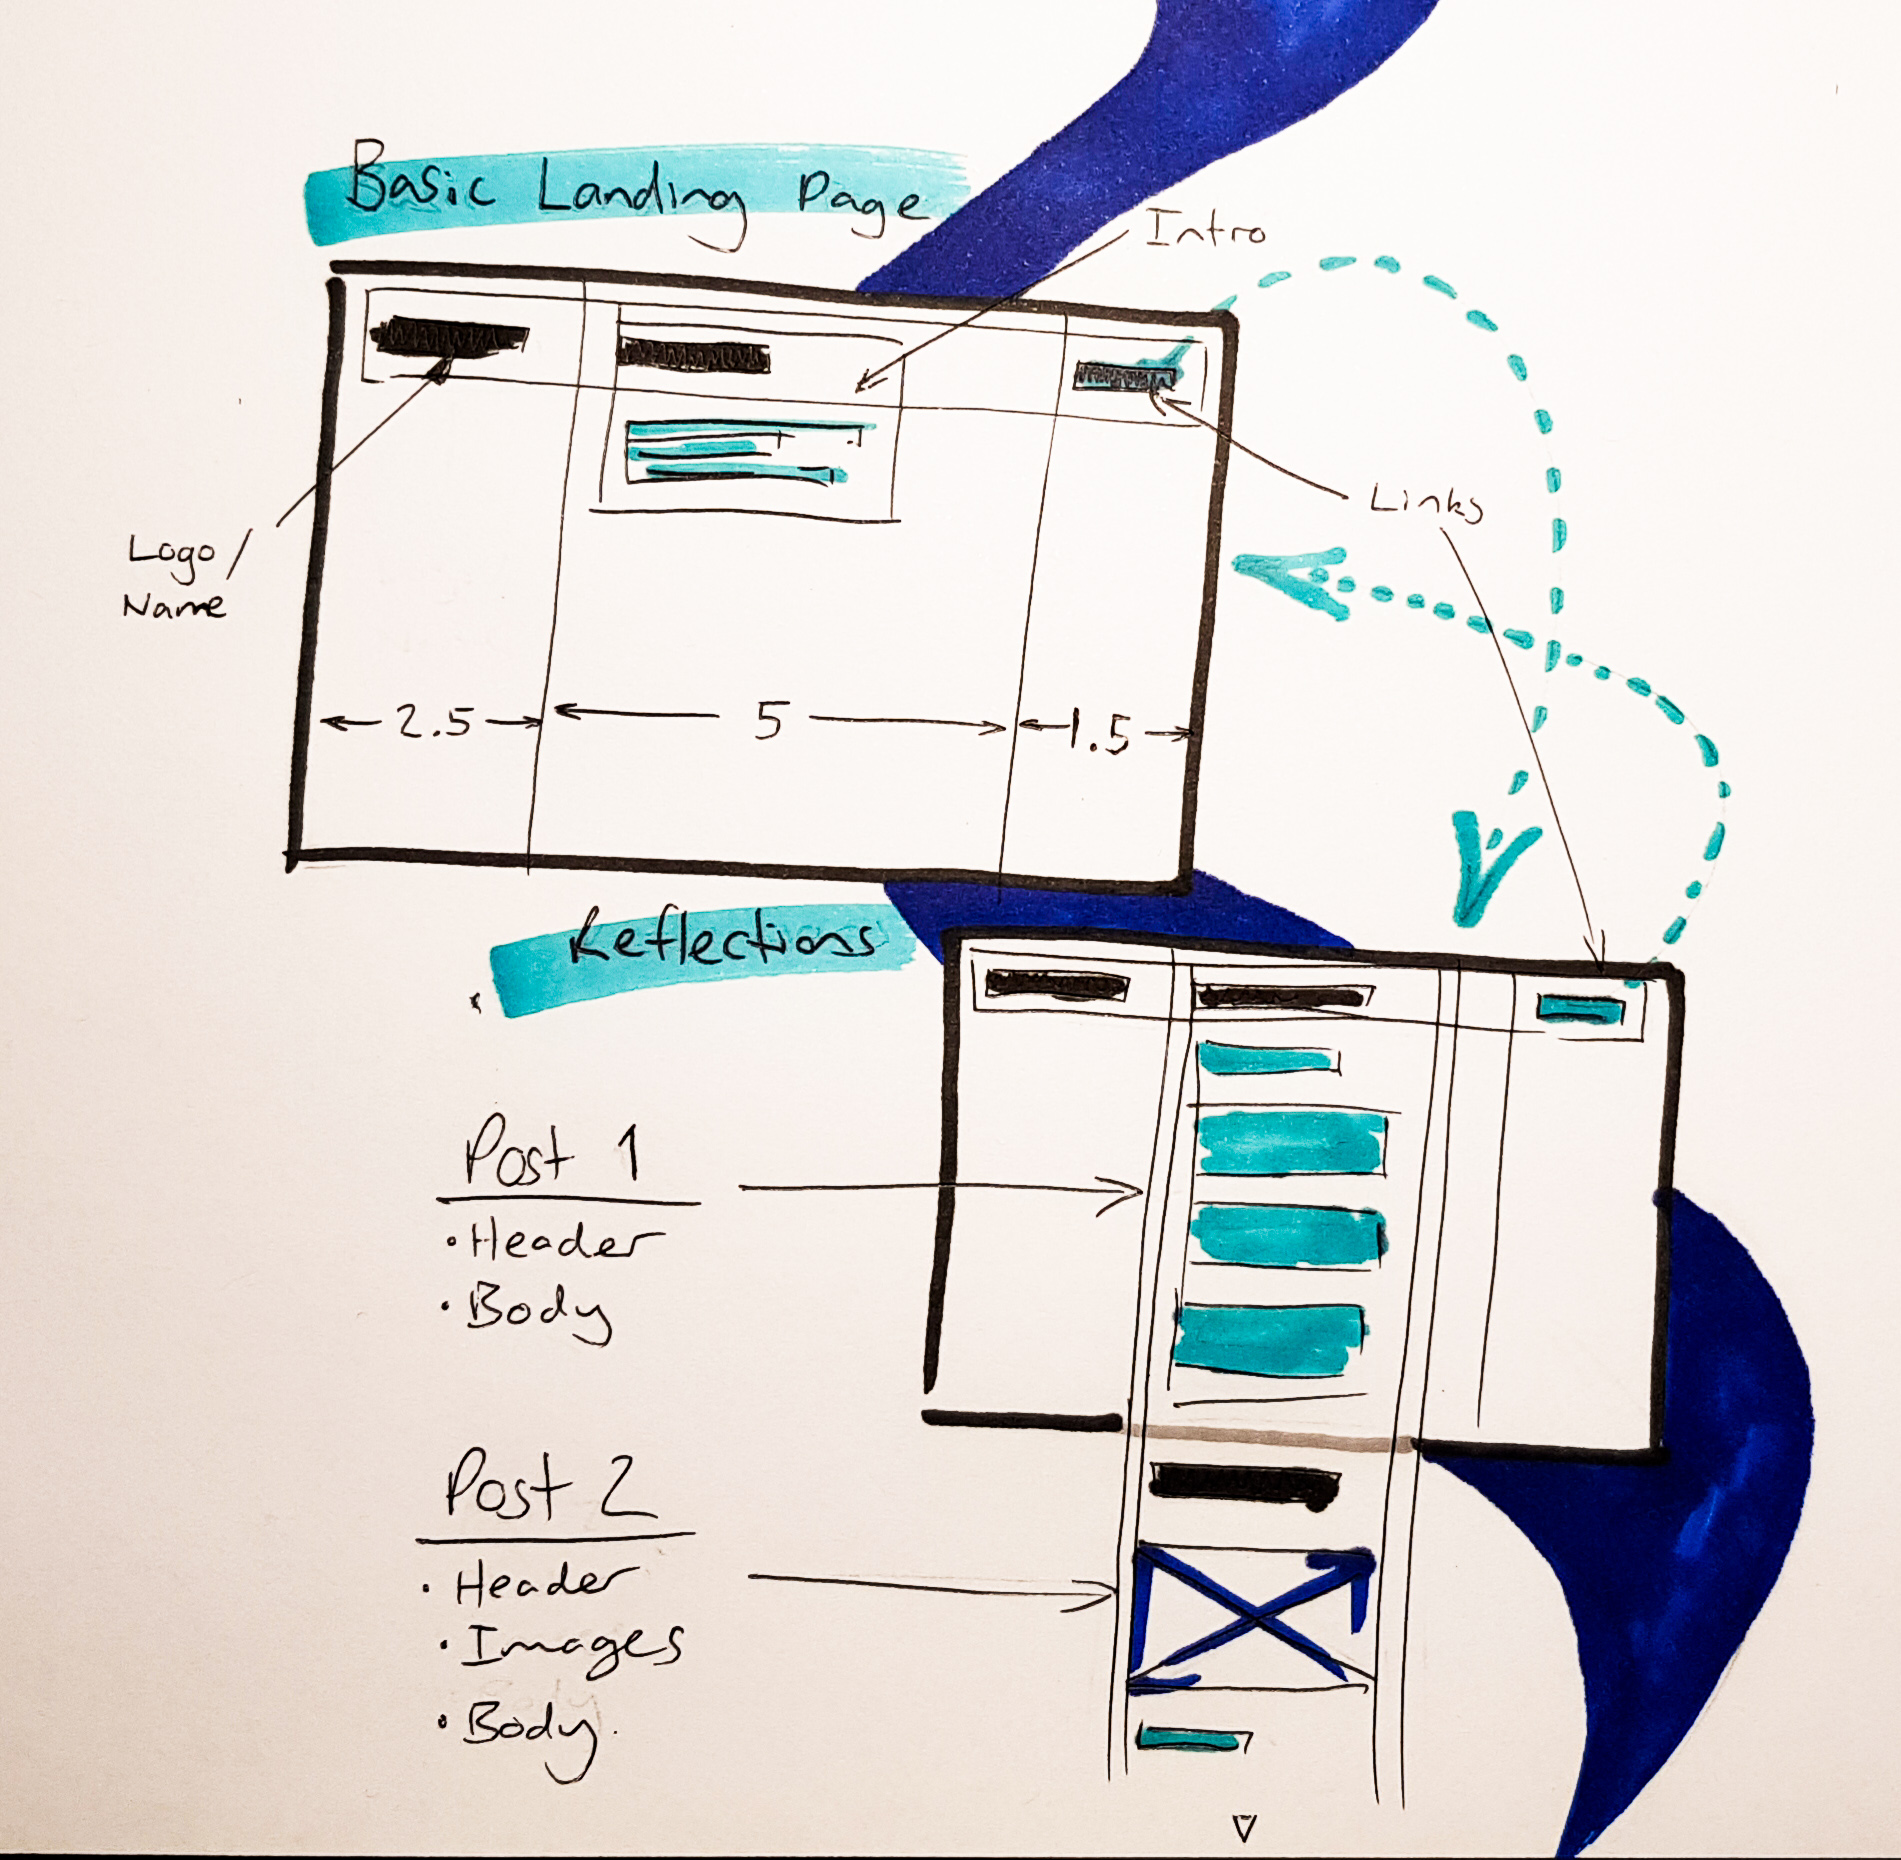 Basic Landing Page
Intro
Logo /
Name
Links
2.5
5
1.5
Reflections
Post 1
• Header
• Body
Post 2
• Header
• Images
• Body.